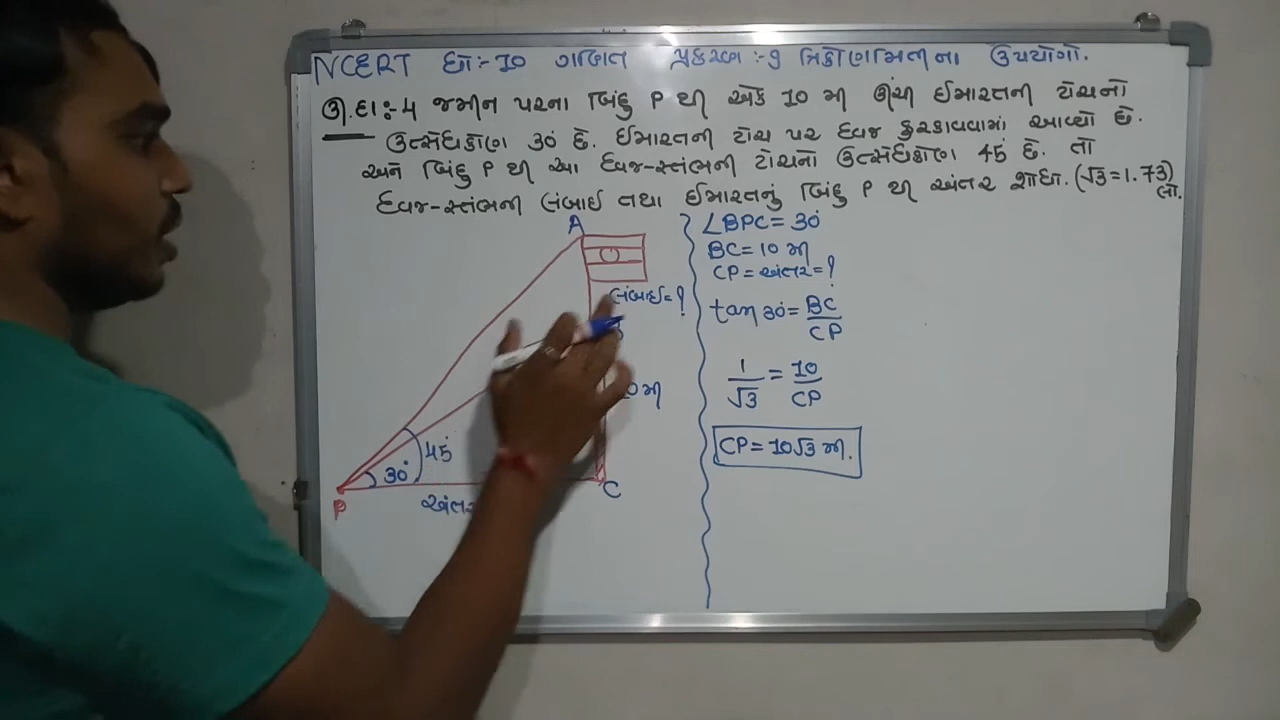 NCERT ધો:-10 ગણિત પ્રકરણ:-9 ત્રિકોણમિતીના ઉપયોગો.
ઉ.દા:4 જમીન પરના બિંદુ P થી એક 10 મી ઊંચી ઈમારતની ટોચનો
ઉત્સેધકોણ 30° છે. ઈમારતની ટોચ પર ધ્વજ ફરકાવવામાં આવ્યો છે.
અને બિંદુ P થી આ ધ્વજ-સ્તંભની ટોચનો ઉત્સેધકોણ 45° છે. તો
ધ્વજ-સ્તંભની લંબાઈ તથા ઈમારતનું બિંદુ P થી અંતર શોધો. (√3=1.73)
લો.
A
લંબાઈ=?
મી
45°
30°
P
C
∠BPC=30°
BC=10 મી
CP=અંતર=?
tan 30°=BC/CP
1/√3=10/CP
CP=10√3 મી.